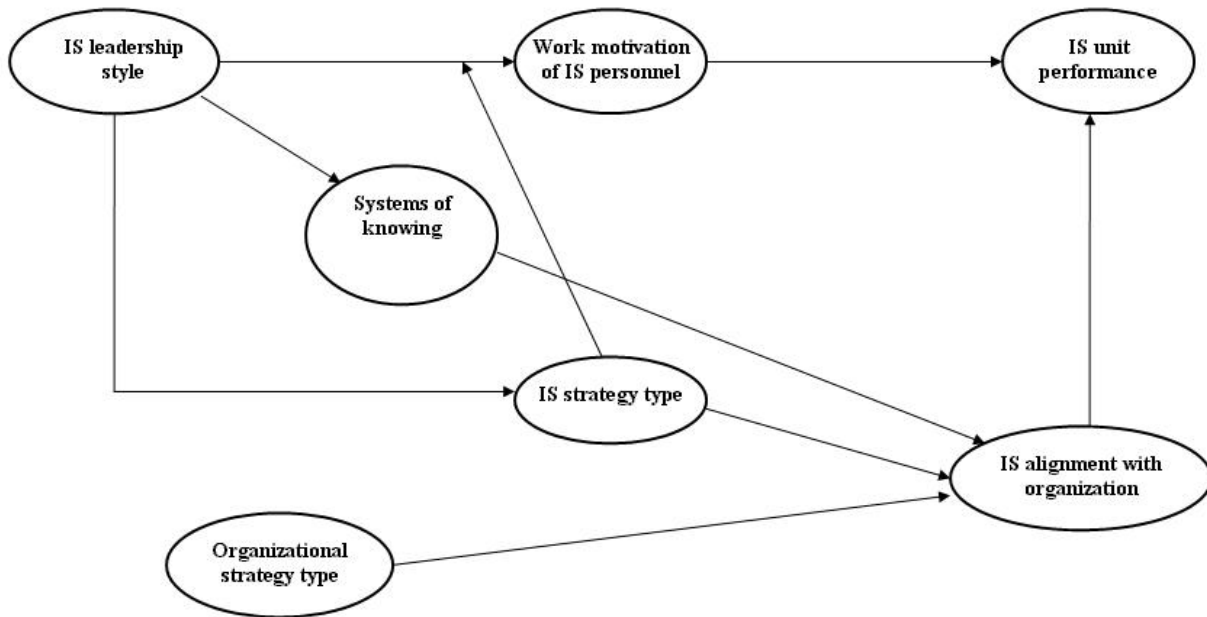 IS leadership
style
Work motivation
of IS personnel
IS unit
performance
Systems of
knowing
IS strategy type
IS alignment with
organization
Organizational
strategy type